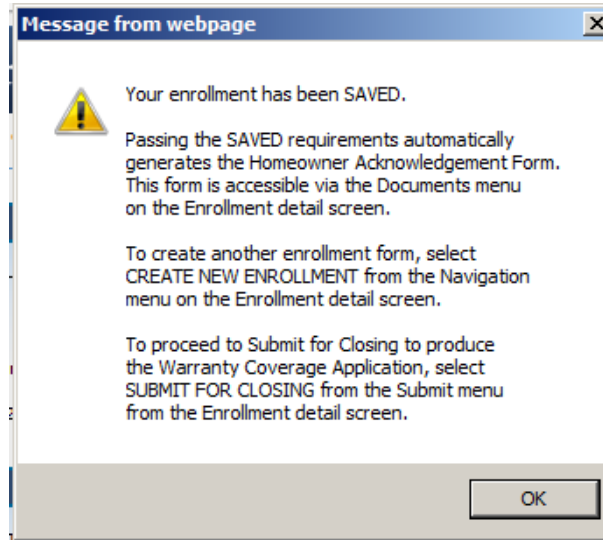 Message from webpage
Your enrollment has been SAVED.
Passing the SAVED requirements automatically
generates the Homeowner Acknowledgement Form.
This form is accessible via the Documents menu
on the Enrollment detail screen.
To create another enrollment form, select
CREATE NEW ENROLLMENT from the Navigation
menu on the Enrollment detail screen.
To proceed to Submit for Closing to produce
the Warranty Coverage Application, select
SUBMIT FOR CLOSING from the Submit menu
from the Enrollment detail screen.
OK